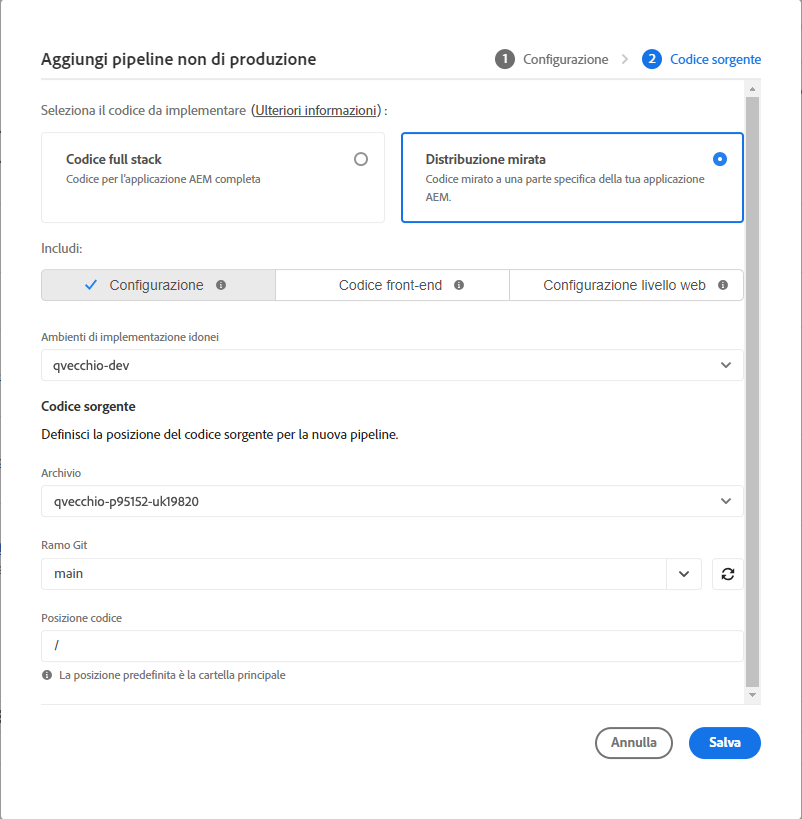 Aggiungi pipeline non di produzione
1 Configurazione
2 Codice sorgente
Seleziona il codice da implementare (Ulteriori informazioni) :
Codice full stack
Codice per l'applicazione AEM completa
Distribuzione mirata
Codice mirato a una parte specifica della tua applicazione
AEM.
Includi:
Configurazione
Codice front-end
Configurazione livello web
Ambienti di implementazione idonei
qvecchio-dev
Codice sorgente
Definisci la posizione del codice sorgente per la nuova pipeline.
Archivio
qvecchio-p95152-uk19820
Ramo Git
main
Posizione codice
/
La posizione predefinita è la cartella principale
Annulla
Salva